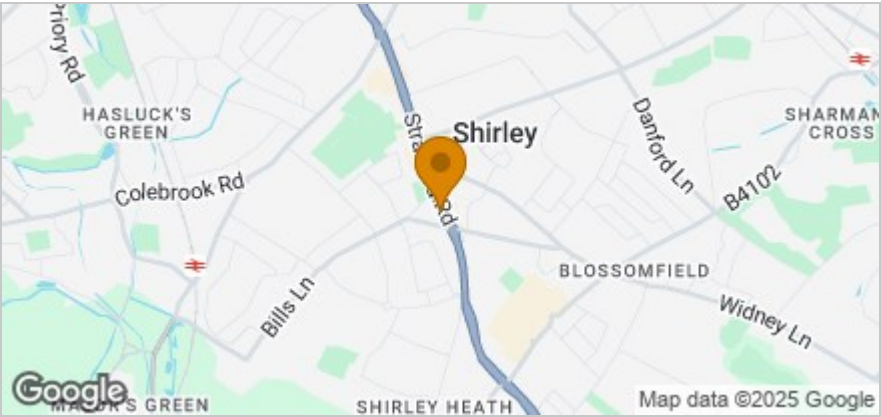 Priory Rd
HASLUCK'S
GREEN
Colebrook Rd
Shirley
Danford Ln
SHARMAN
CROSS
B4102
BLOSSOMFIELD
Bills Ln
Widney Ln
SHIRLEY HEATH
Google
Map data ©2025 Google